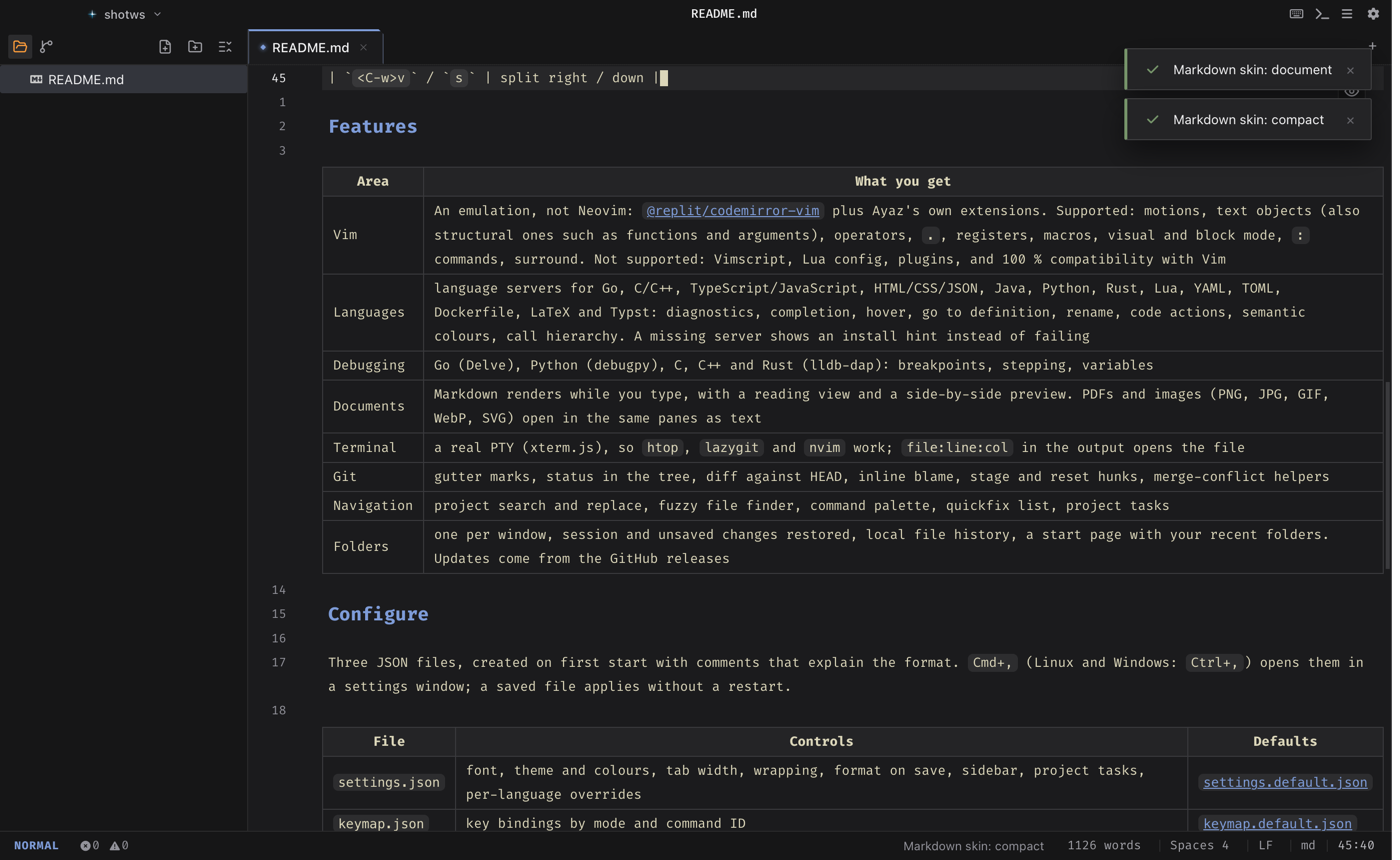 shotws
README.md
README.md
README.md
Markdown skin: document
Markdown skin: compact
45 | `<C-w>v` / `s` | split right / down |
1
2 Features
3
Area What you get
Vim
An emulation, not Neovim: @replit/codemirror-vim plus Ayaz's own extensions. Supported: motions, text objects (also
structural ones such as functions and arguments), operators, ., registers, macros, visual and block mode, :
commands, surround. Not supported: Vimscript, Lua config, plugins, and 100 % compatibility with Vim
Languages
language servers for Go, C/C++, TypeScript/JavaScript, HTML/CSS/JSON, Java, Python, Rust, Lua, YAML, TOML,
Dockerfile, LaTeX and Typst: diagnostics, completion, hover, go to definition, rename, code actions, semantic
colours, call hierarchy. A missing server shows an install hint instead of failing
Debugging Go (Delve), Python (debugpy), C, C++ and Rust (lldb-dap): breakpoints, stepping, variables
Documents
Markdown renders while you type, with a reading view and a side-by-side preview. PDFs and images (PNG, JPG, GIF,
WebP, SVG) open in the same panes as text
Terminal a real PTY (xterm.js), so htop, lazygit and nvim work; file:line:col in the output opens the file
Git gutter marks, status in the tree, diff against HEAD, inline blame, stage and reset hunks, merge-conflict helpers
Navigation project search and replace, fuzzy file finder, command palette, quickfix list, project tasks
Folders
one per window, session and unsaved changes restored, local file history, a start page with your recent folders.
Updates come from the GitHub releases
14
15 Configure
16
17 Three JSON files, created on first start with comments that explain the format. Cmd+, (Linux and Windows: Ctrl+,) opens them in
a settings window; a saved file applies without a restart.
18
File Controls Defaults
settings.json
font, theme and colours, tab width, wrapping, format on save, sidebar, project tasks,
per-language overrides
settings.default.json
keymap.json key bindings by mode and command ID keymap.default.json
NORMAL 0 0 Markdown skin: compact 1126 words Spaces 4 LF md 45:40